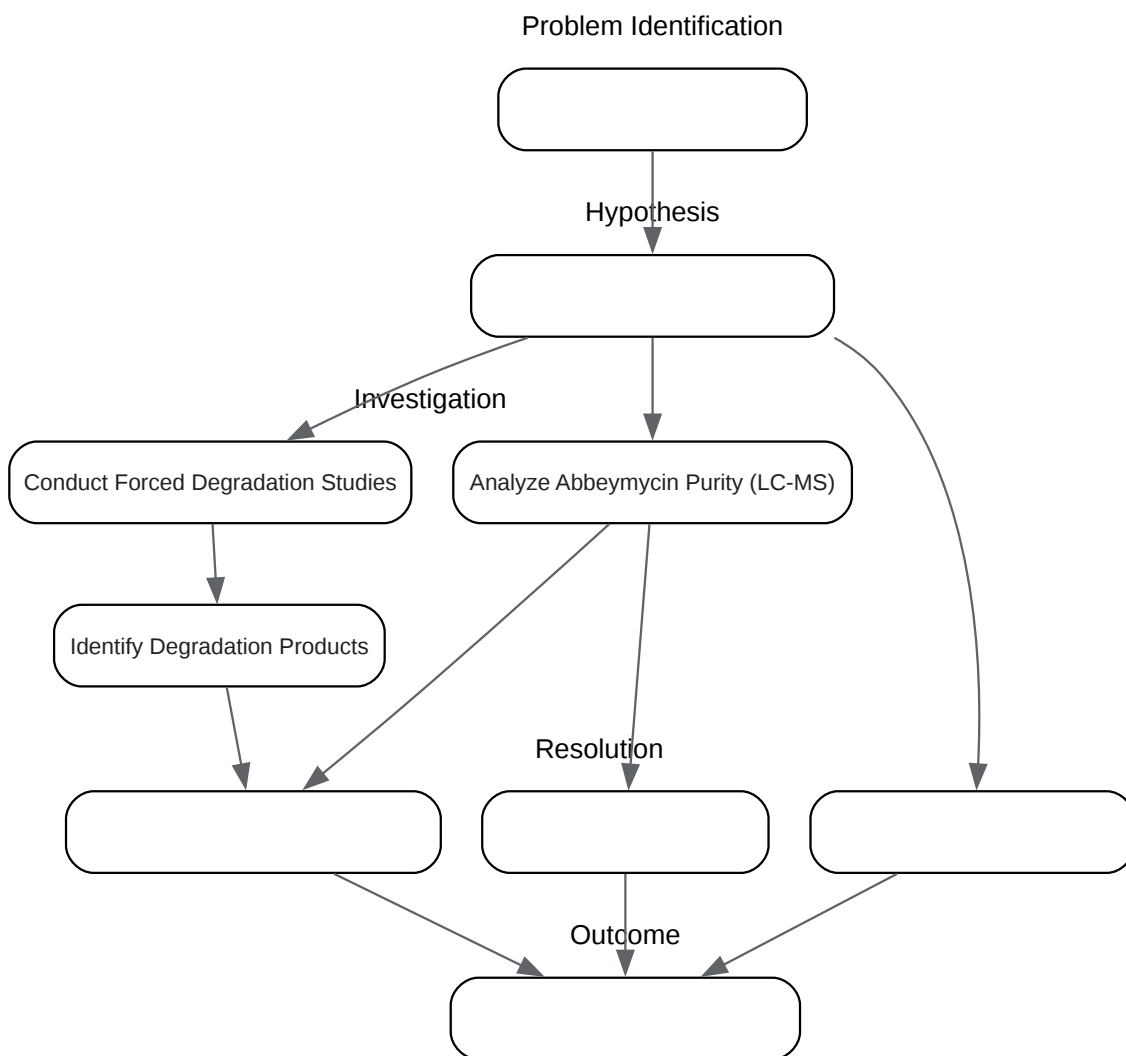 Problem Identification
Hypothesis
Investigation
Conduct Forced Degradation Studies
Analyze Abbeymycin Purity (LC-MS)
Identify Degradation Products
Resolution
Outcome